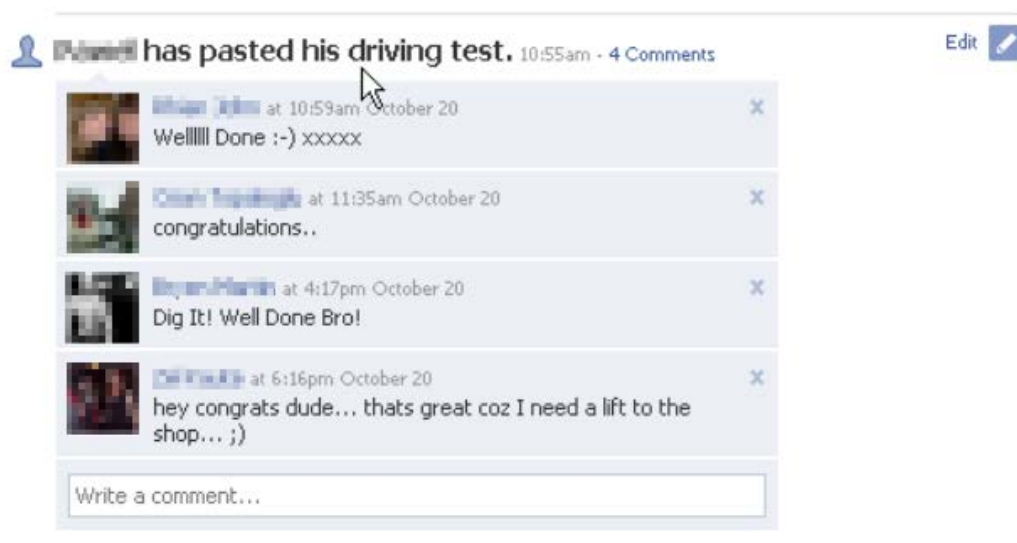 has pasted his driving test. 10:55am - 4 Comments
Edit
at 10:59am October 20
x
Wellllll Done :-) xxxxx
at 11:35am October 20
x
congratulations..
at 4:17pm October 20
x
Dig It! Well Done Bro!
at 6:16pm October 20
x
hey congrats dude... thats great coz I need a lift to the
shop... ;)
Write a comment...